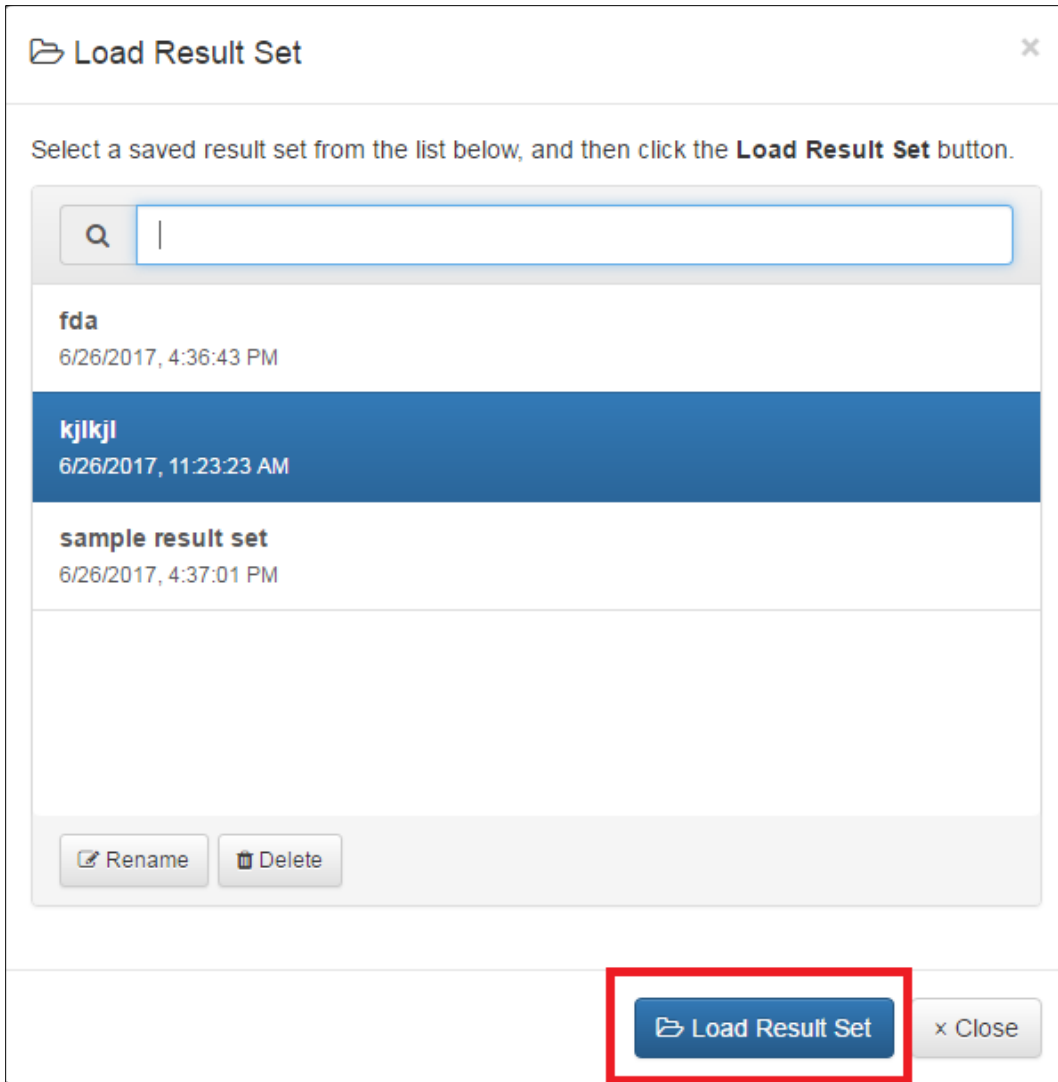 Load Result Set
Select a saved result set from the list below, and then click the Load Result Set button.
fda
6/26/2017, 4:36:43 PM
kjlkjl
6/26/2017, 11:23:23 AM
sample result set
6/26/2017, 4:37:01 PM
Rename Delete
Load Result Set × Close